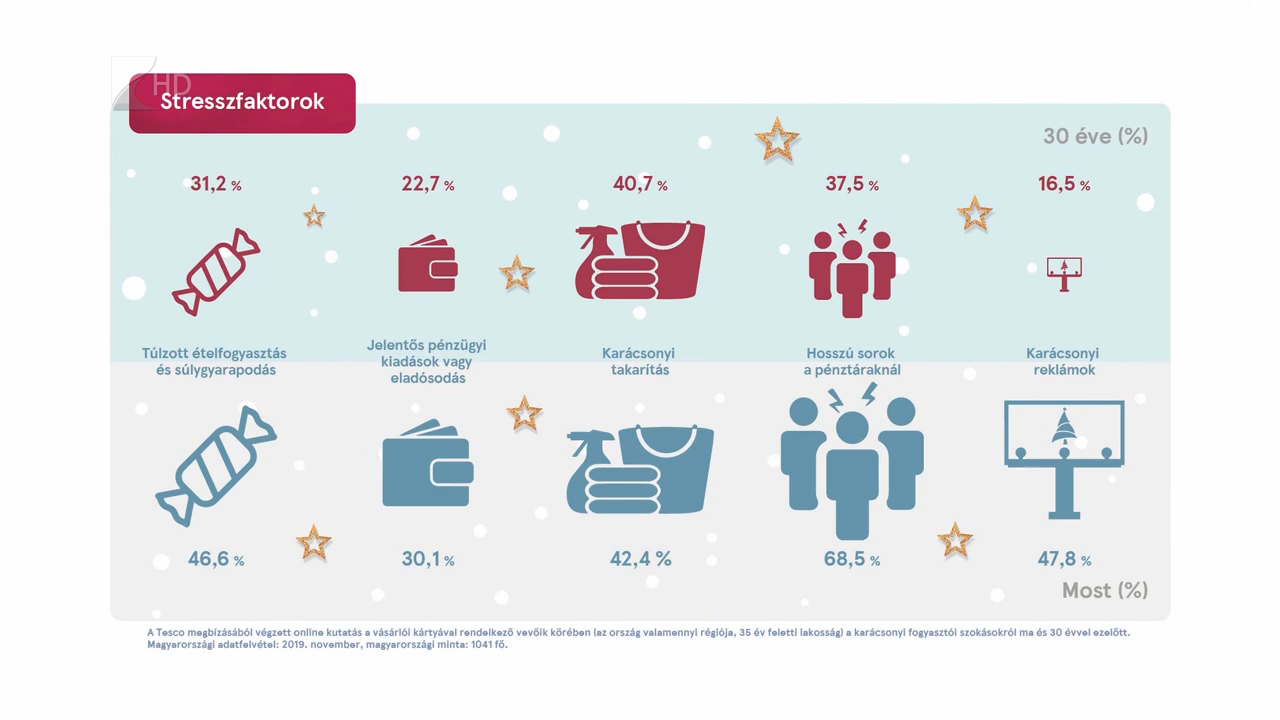 HD
Stresszfaktorok
30 éve (%)
31,2 %
22,7 %
40,7 %
37,5 %
16,5 %
Túlzott ételfogyasztás
és súlygyarapodás
Jelentős pénzügyi
kiadások vagy
eladósodás
Karácsonyi
takarítás
Hosszú sorok
a pénztáraknál
Karácsonyi
reklámok
46,6 %
30,1 %
42,4 %
68,5 %
47,8 %
Most (%)
A Tesco megbízásából végzett online kutatás a vásárlói kártyával rendelkező vevőik körében (az ország valamennyi régiója, 35 év feletti lakosság) a karácsonyi fogyasztói szokásokról ma és 30 évvel ezelőtt.
Magyarországi adatfelvétel: 2019. november, magyarországi minta: 1041 fő.